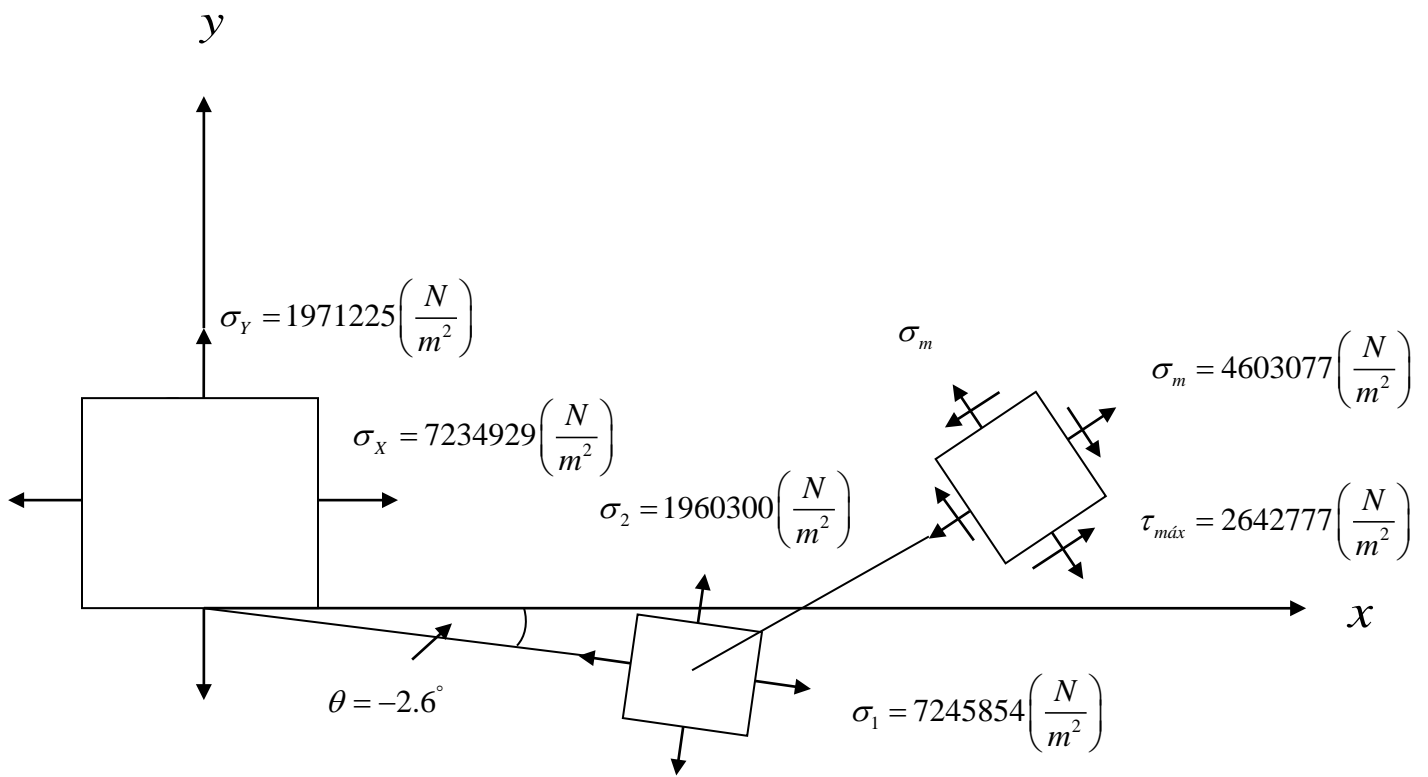 y
σ_Y = 1971225(N/m²)
σ_m
σ_m = 4603077(N/m²)
σ_X = 7234929(N/m²)
σ_2 = 1960300(N/m²)
τ_máx = 2642777(N/m²)
x
θ = −2.6°
σ_1 = 7245854(N/m²)